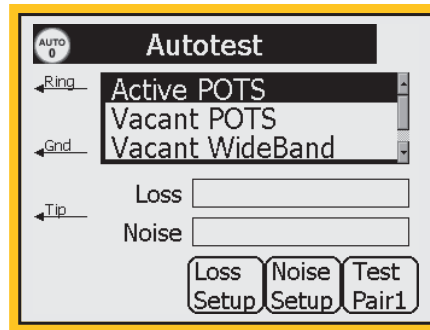 AUTO
0
Autotest
Ring
Active POTS
Vacant POTS
Gnd
Vacant WideBand
Loss
Tip
Noise
Loss Noise Test
Setup Setup Pair1